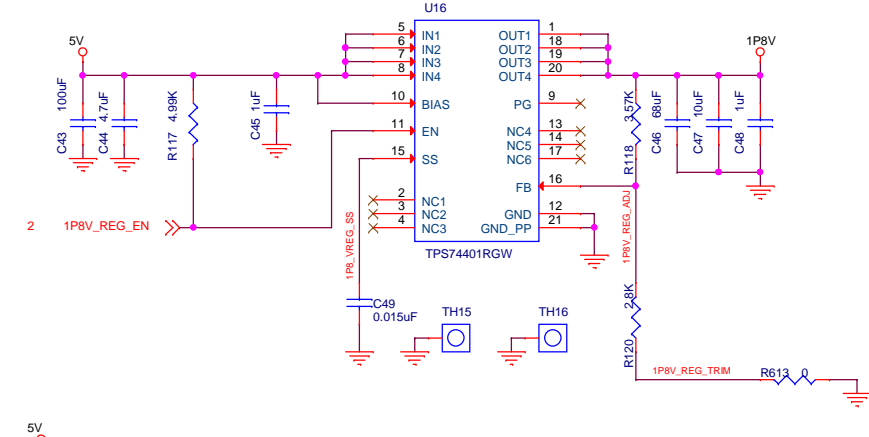 U16
5V
1P8V
5
6
7
8
IN1
IN2
IN3
IN4
OUT1
OUT2
OUT3
OUT4
1
18
19
20
100uF
C43
4.7uF
C44
4.99K
R117
1uF
C45
10
BIAS
11
EN
15
SS
2
3
4
NC1
NC2
NC3
PG
9
NC4
NC5
NC6
13
14
17
FB
16
GND
12
GND_PP
21
TPS74401RGW
3.57K
R118
68uF
C46
10uF
C47
1uF
C48
2
1P8V_REG_EN
1P8_VREG_SS
1P8V_REG_ADJ
C49
0.015uF
TH15
TH16
2.8K
R120
1P8V_REG_TRIM
R613
0
5V